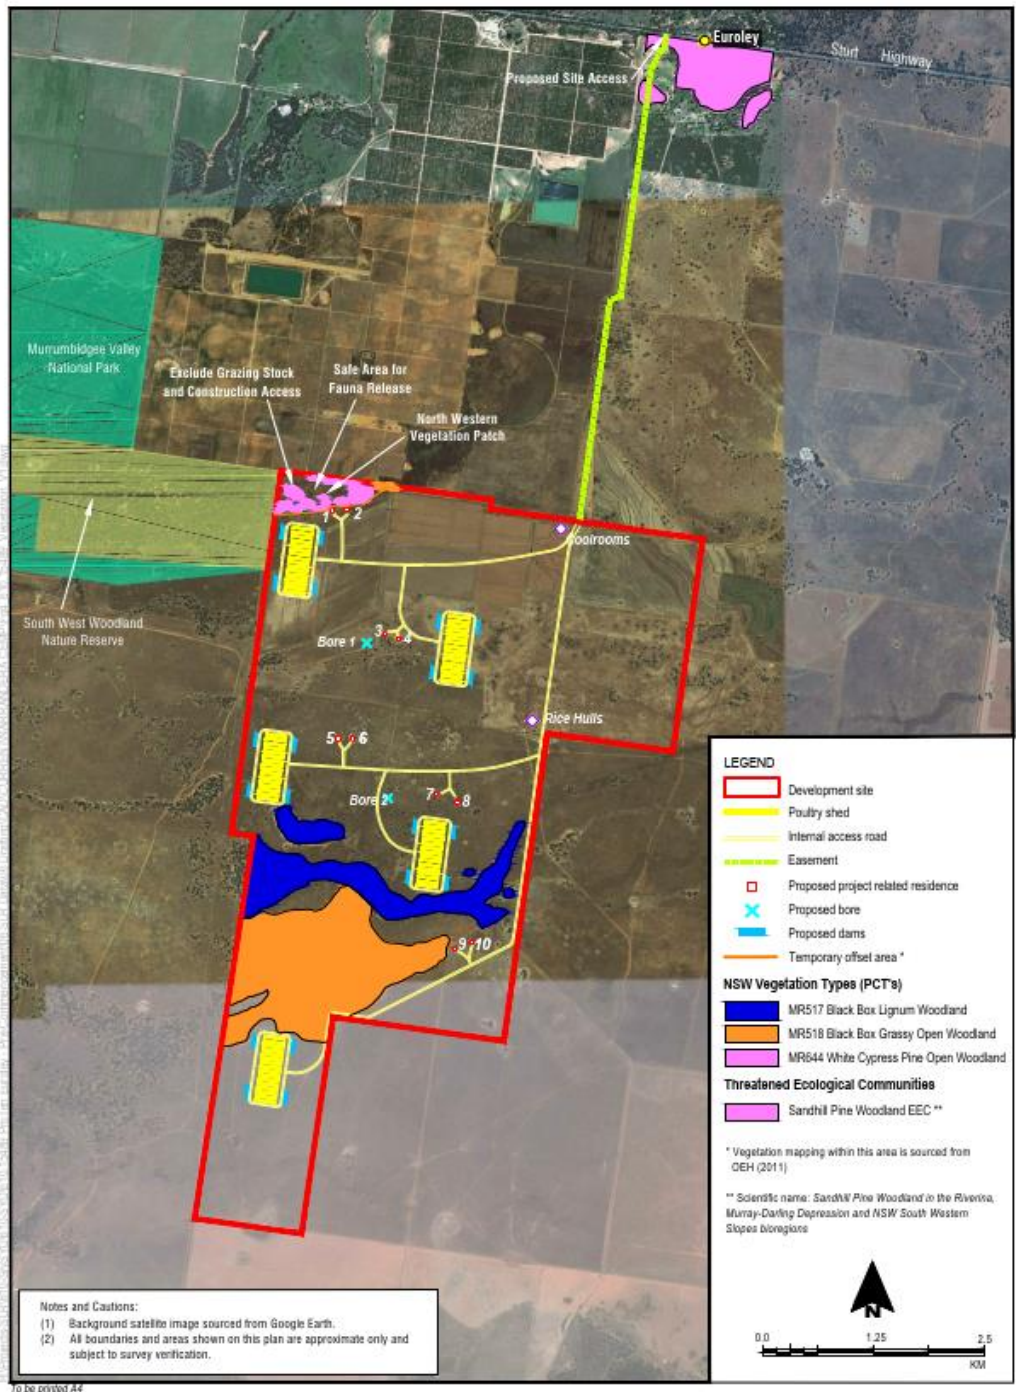 Euroley
Sturt Highway
Proposed Site Access
Murrumbidgee Valley
National Park
Exclude Grazing Stock
and Construction Access
Safe Area for
Fauna Release
North Western
Vegetation Patch
1 2
Coolrooms
South West Woodland
Nature Reserve
Bore 1
3 4
Rice Hulls
5 6
Bore 2
7 8
9 10
LEGEND
Development site
Poultry shed
Internal access road
Easement
Proposed project related residence
Proposed bore
Proposed dams
Temporary offset area *
NSW Vegetation Types (PCT's)
MR517 Black Box Lignum Woodland
MR518 Black Box Grassy Open Woodland
MR644 White Cypress Pine Open Woodland
Threatened Ecological Communities
Sandhill Pine Woodland EEC **
* Vegetation mapping within this area is sourced from
OEH (2011)
** Scientific name: Sandhill Pine Woodland in the Riverina,
Murray-Darling Depression and NSW South Western
Slopes bioregions
N
0.0 1.25 2.5
KM
Notes and Cautions:
(1) Background satellite image sourced from Google Earth.
(2) All boundaries and areas shown on this plan are approximate only and
subject to survey verification.
To be printed A4